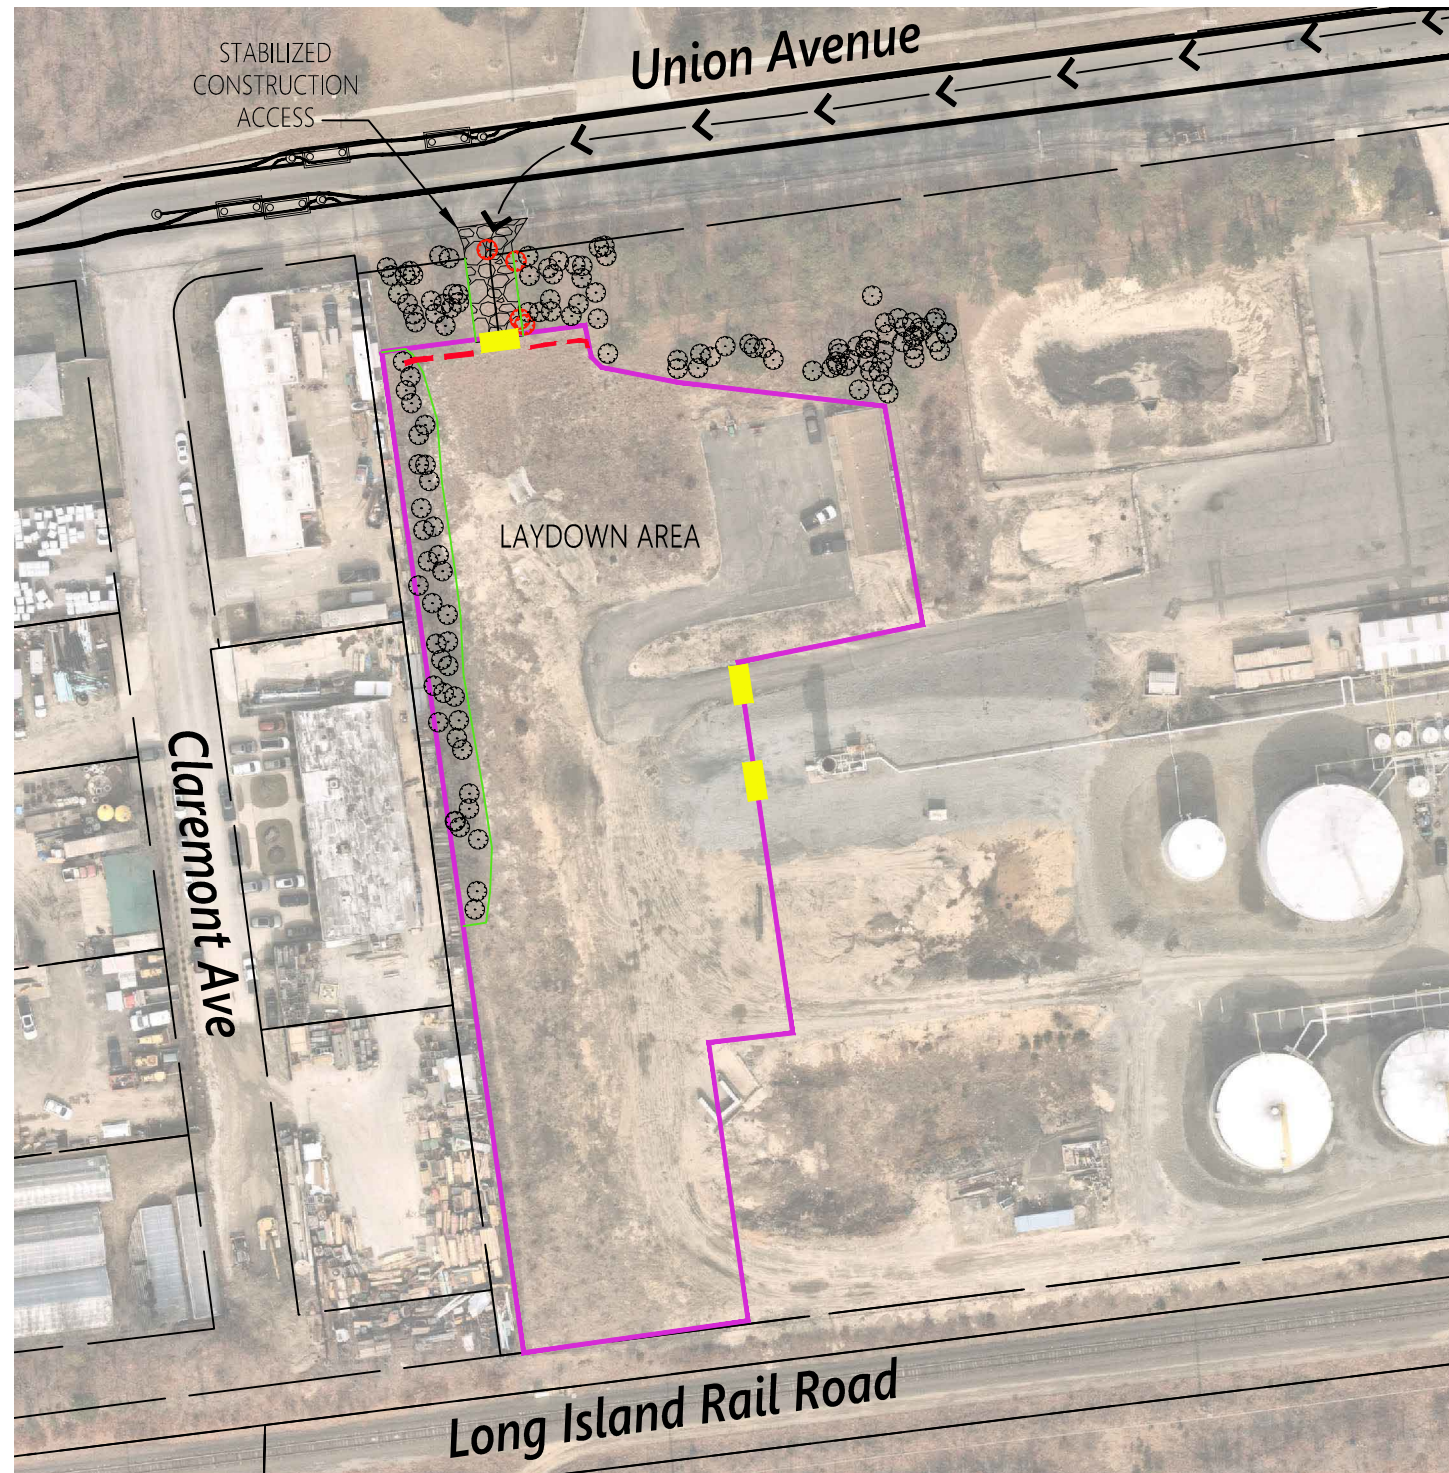 Union Avenue
STABILIZED
CONSTRUCTION
ACCESS
LAYDOWN AREA
Claremont Ave
Long Island Rail Road